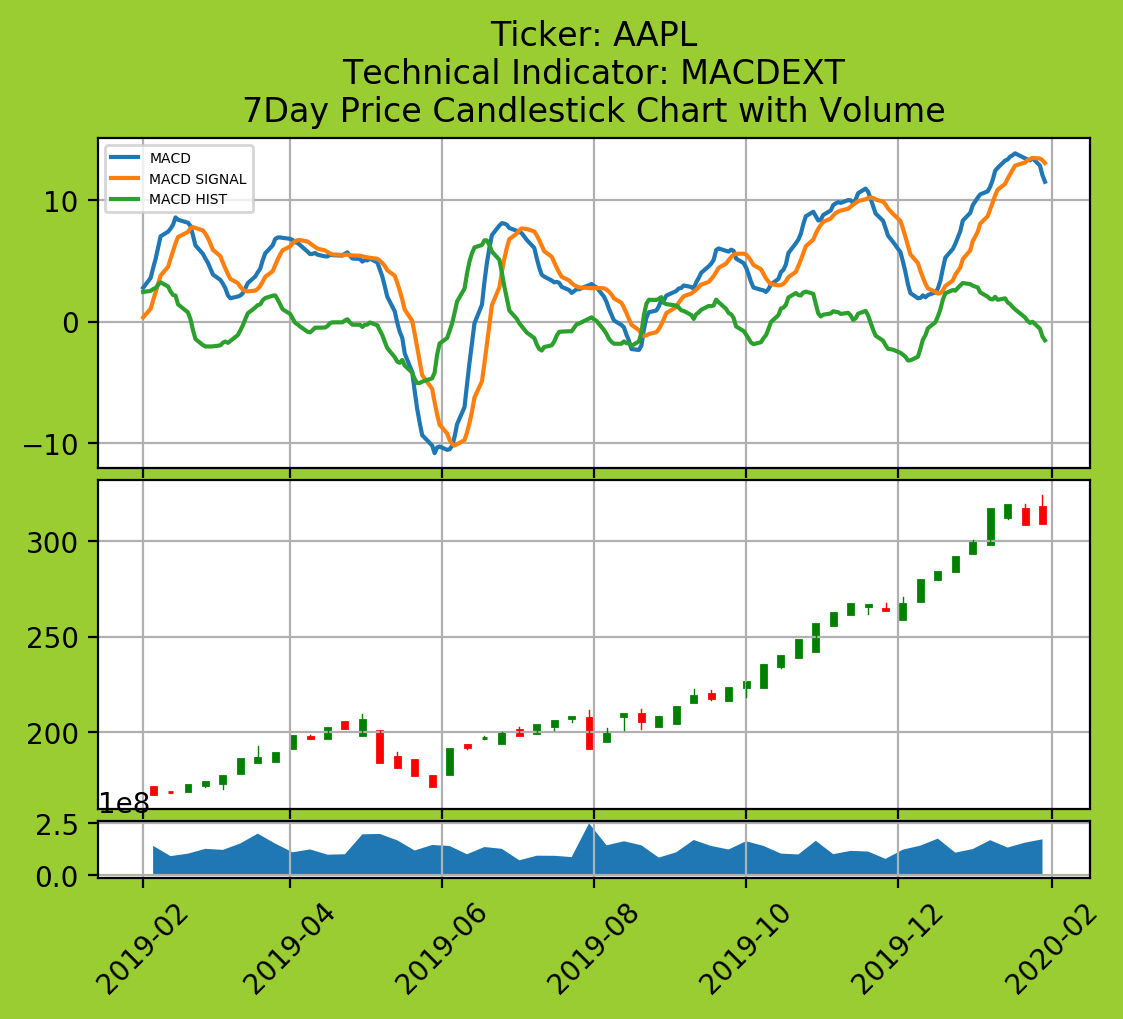 Ticker: AAPL
Technical Indicator: MACDEXT
7Day Price Candlestick Chart with Volume
MACD
MACD SIGNAL
MACD HIST
10
0
−10
300
250
200
1e8
2.5
0.0
2019-02
2019-04
2019-06
2019-08
2019-10
2019-12
2020-02